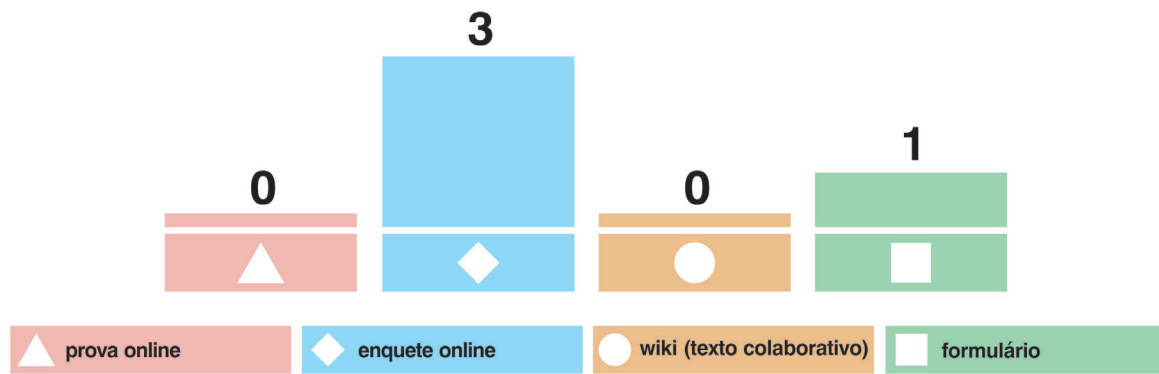 3
0
0
1
prova online
enquete online
wiki (texto colaborativo)
formulário